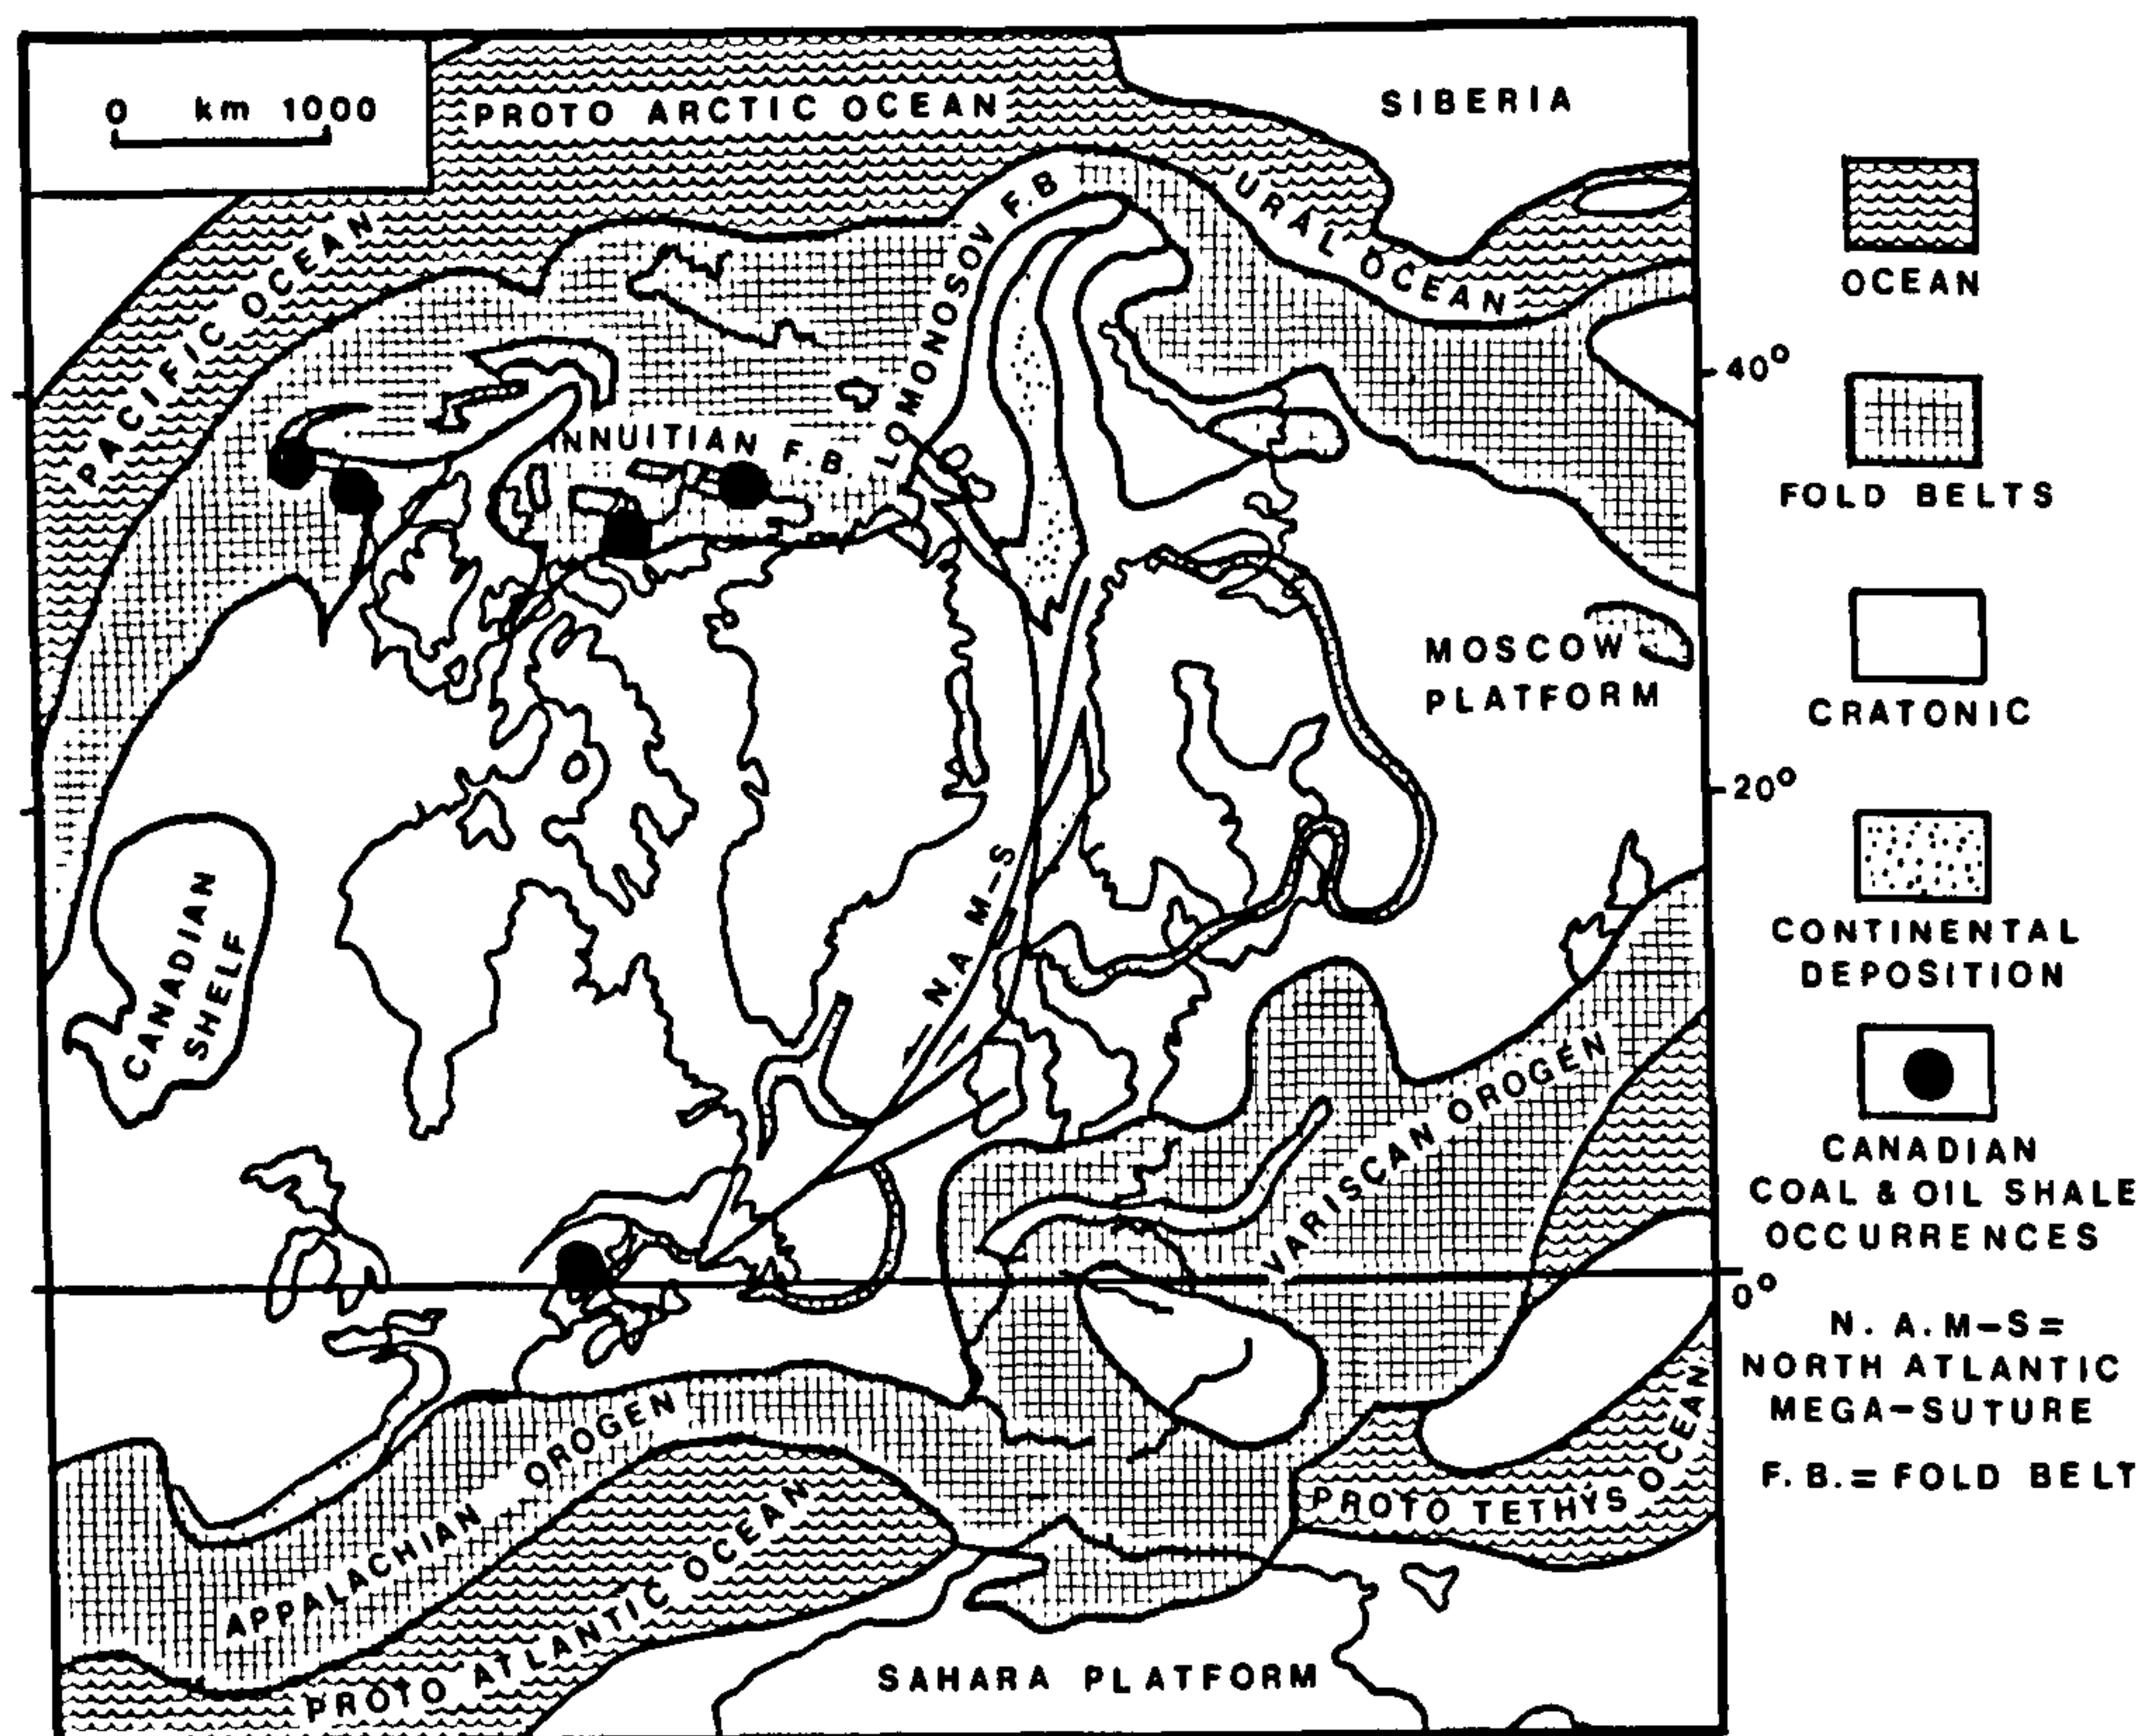 0 km 1000
PROTO ARCTIC OCEAN
SIBERIA
PACIFIC OCEAN
LOMONOSOV F.B
URAL OCEAN
INNUITIAN F.B.
MOSCOW
PLATFORM
CANADIAN
SHELF
N.A M-S
VARISCAN OROGEN
APPALACHIAN OROGEN
PROTO ATLANTIC OCEAN
PROTO TETHYS OCEAN
SAHARA PLATFORM
40°
20°
0°
OCEAN
FOLD BELTS
CRATONIC
CONTINENTAL
DEPOSITION
CANADIAN
COAL & OIL SHALE
OCCURRENCES
N. A. M-S=
NORTH ATLANTIC
MEGA-SUTURE
F. B.= FOLD BELT